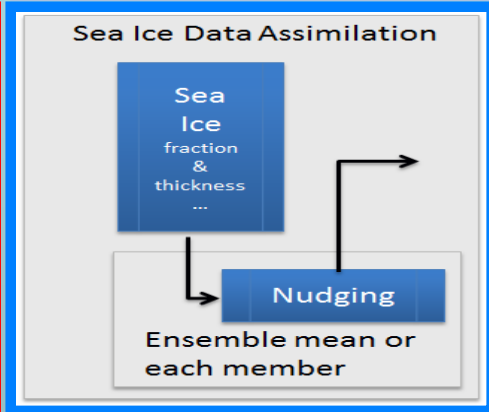 Sea Ice Data Assimilation
Sea
Ice
fraction
&
thickness
...
Nudging
Ensemble mean or
each member